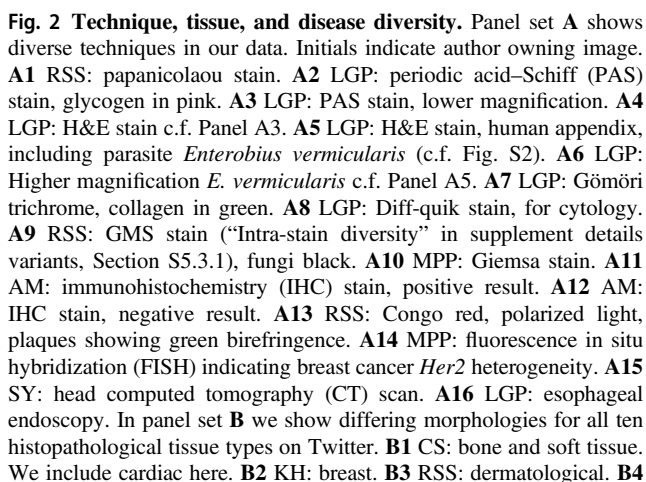 Fig. 2 Technique, tissue, and disease diversity. Panel set A shows
diverse techniques in our data. Initials indicate author owning image.
A1 RSS: papanicolaou stain. A2 LGP: periodic acid–Schiff (PAS)
stain, glycogen in pink. A3 LGP: PAS stain, lower magnification. A4
LGP: H&E stain c.f. Panel A3. A5 LGP: H&E stain, human appendix,
including parasite Enterobius vermicularis (c.f. Fig. S2). A6 LGP:
Higher magnification E. vermicularis c.f. Panel A5. A7 LGP: Gömöri
trichrome, collagen in green. A8 LGP: Diff-quik stain, for cytology.
A9 RSS: GMS stain (“Intra-stain diversity” in supplement details
variants, Section S5.3.1), fungi black. A10 MPP: Giemsa stain. A11
AM: immunohistochemistry (IHC) stain, positive result. A12 AM:
IHC stain, negative result. A13 RSS: Congo red, polarized light,
plaques showing green birefringence. A14 MPP: fluorescence in situ
hybridization (FISH) indicating breast cancer Her2 heterogeneity. A15
SY: head computed tomography (CT) scan. A16 LGP: esophageal
endoscopy. In panel set B we show differing morphologies for all ten
histopathological tissue types on Twitter. B1 CS: bone and soft tissue.
We include cardiac here. B2 KH: breast. B3 RSS: dermatological. B4